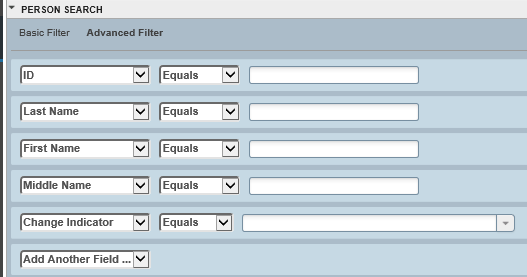 PERSON SEARCH
Basic Filter Advanced Filter
ID Equals
Last Name Equals
First Name Equals
Middle Name Equals
Change Indicator Equals
Add Another Field ...